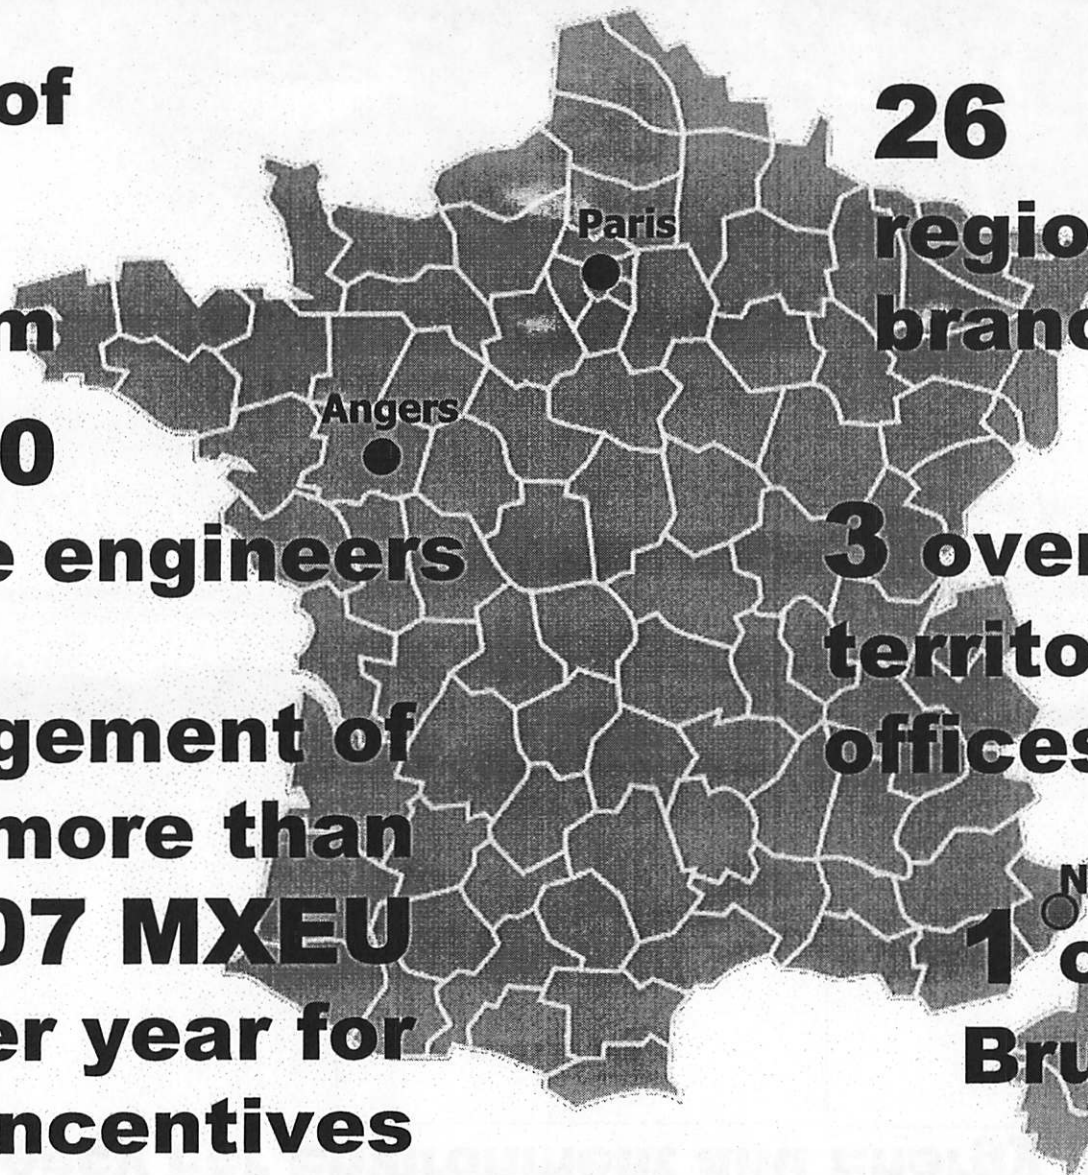 of
m
0
e engineers
gement of
more than
07 MXEU
er year for
ncentives
Paris
Angers
26
regio
branc
3 over
territo
offices
N
1 o
Bru